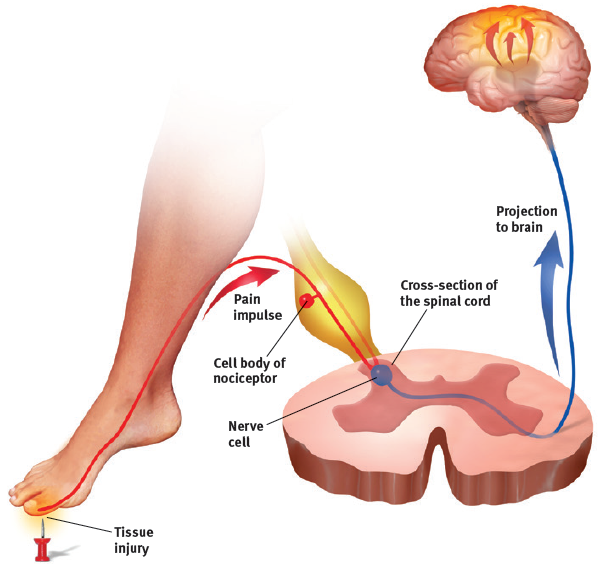 Projection
to brain
Cross-section of
the spinal cord
Pain
impulse
Cell body of
nociceptor
Nerve
cell
Tissue
injury